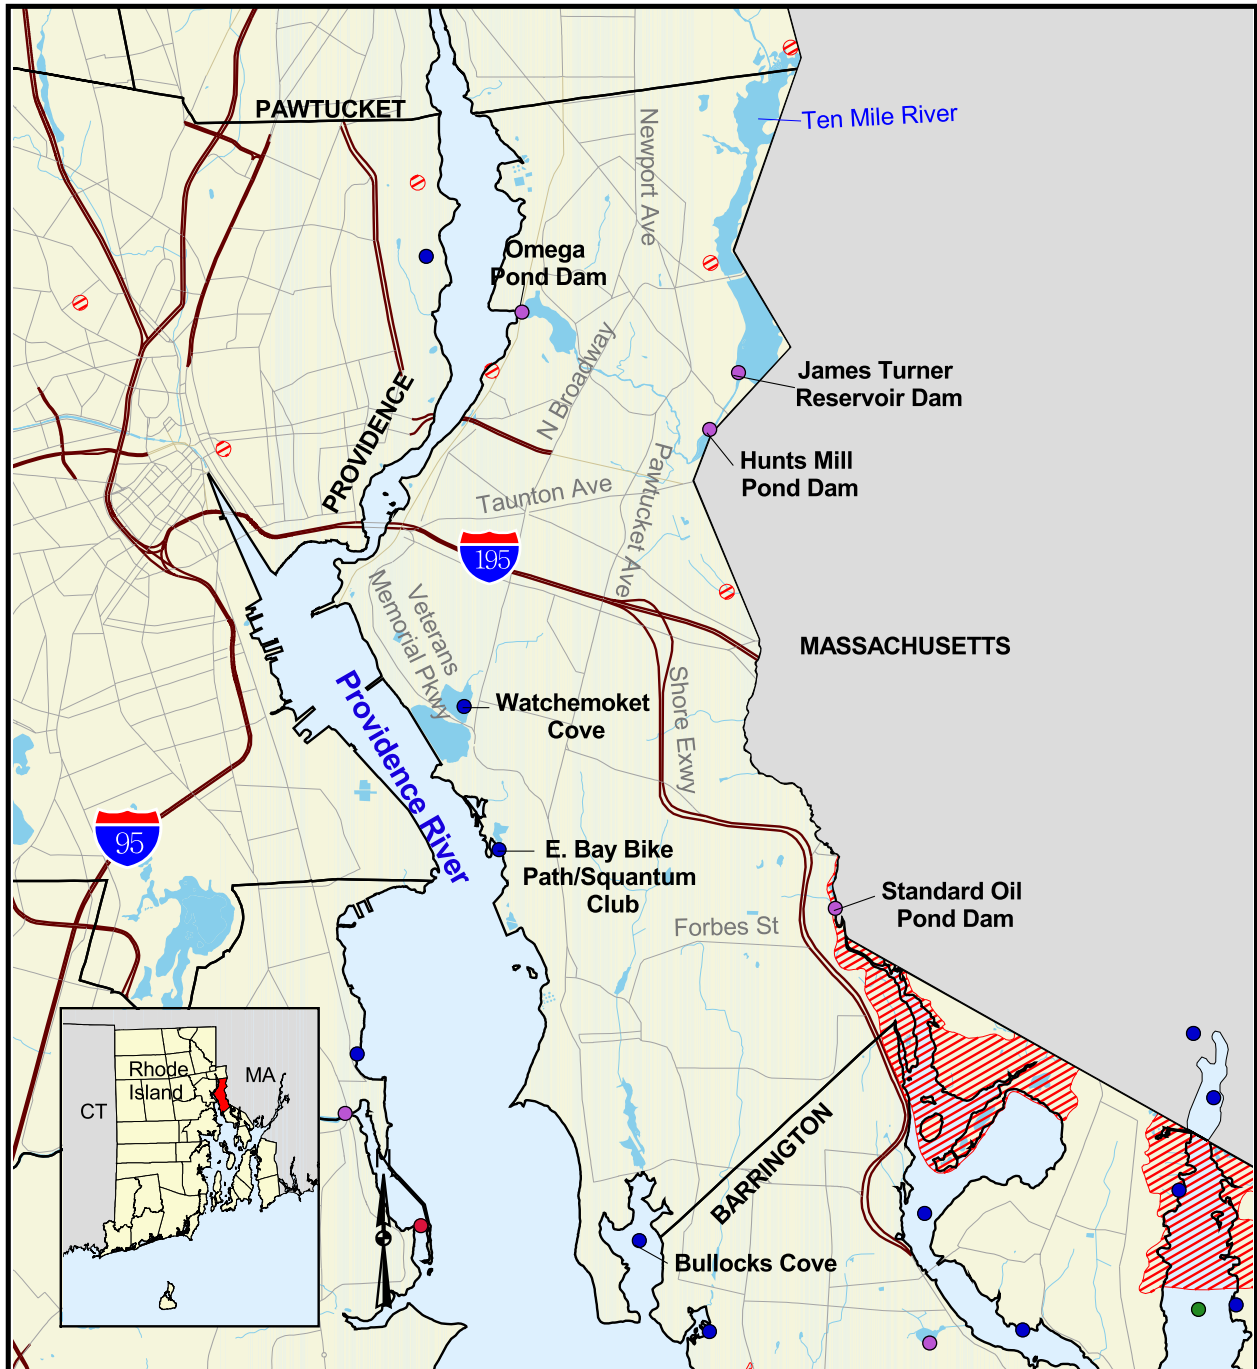 PAWTUCKET
Ten Mile River
Newport Ave
Omega
Pond Dam
N Broadway
James Turner
Reservoir Dam
PROVIDENCE
Hunts Mill
Pond Dam
Taunton Ave
Pawtucket Ave
195
Veterans
Memorial Pkwy
MASSACHUSETTS
Shore Exwy
Watchemoket
Cove
Providence River
95
E. Bay Bike
Path/Squantum
Club
Standard Oil
Pond Dam
Forbes St
Rhode
Island
MA
CT
BARRINGTON
Bullocks Cove